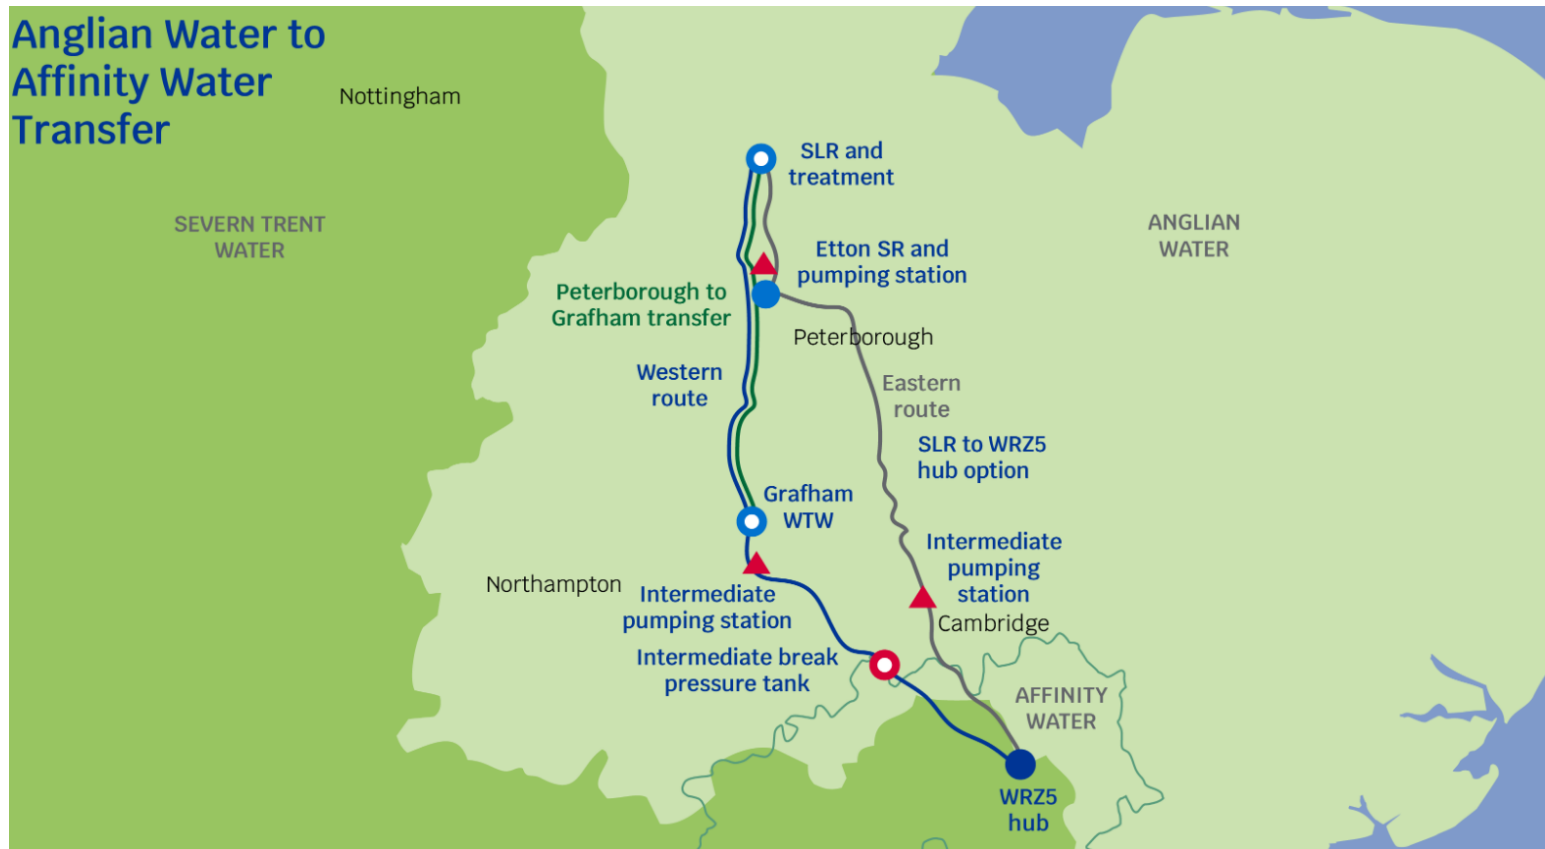 Anglian Water to
Affinity Water
Transfer
Nottingham
SLR and
treatment
SEVERN TRENT
WATER
ANGLIAN
WATER
Etton SR and
pumping station
Peterborough to
Grafham transfer
Peterborough
Western
route
Eastern
route
SLR to WRZ5
hub option
Grafham
WTW
Intermediate
pumping
station
Northampton
Intermediate
pumping station
Cambridge
Intermediate break
pressure tank
AFFINITY
WATER
WRZ5
hub